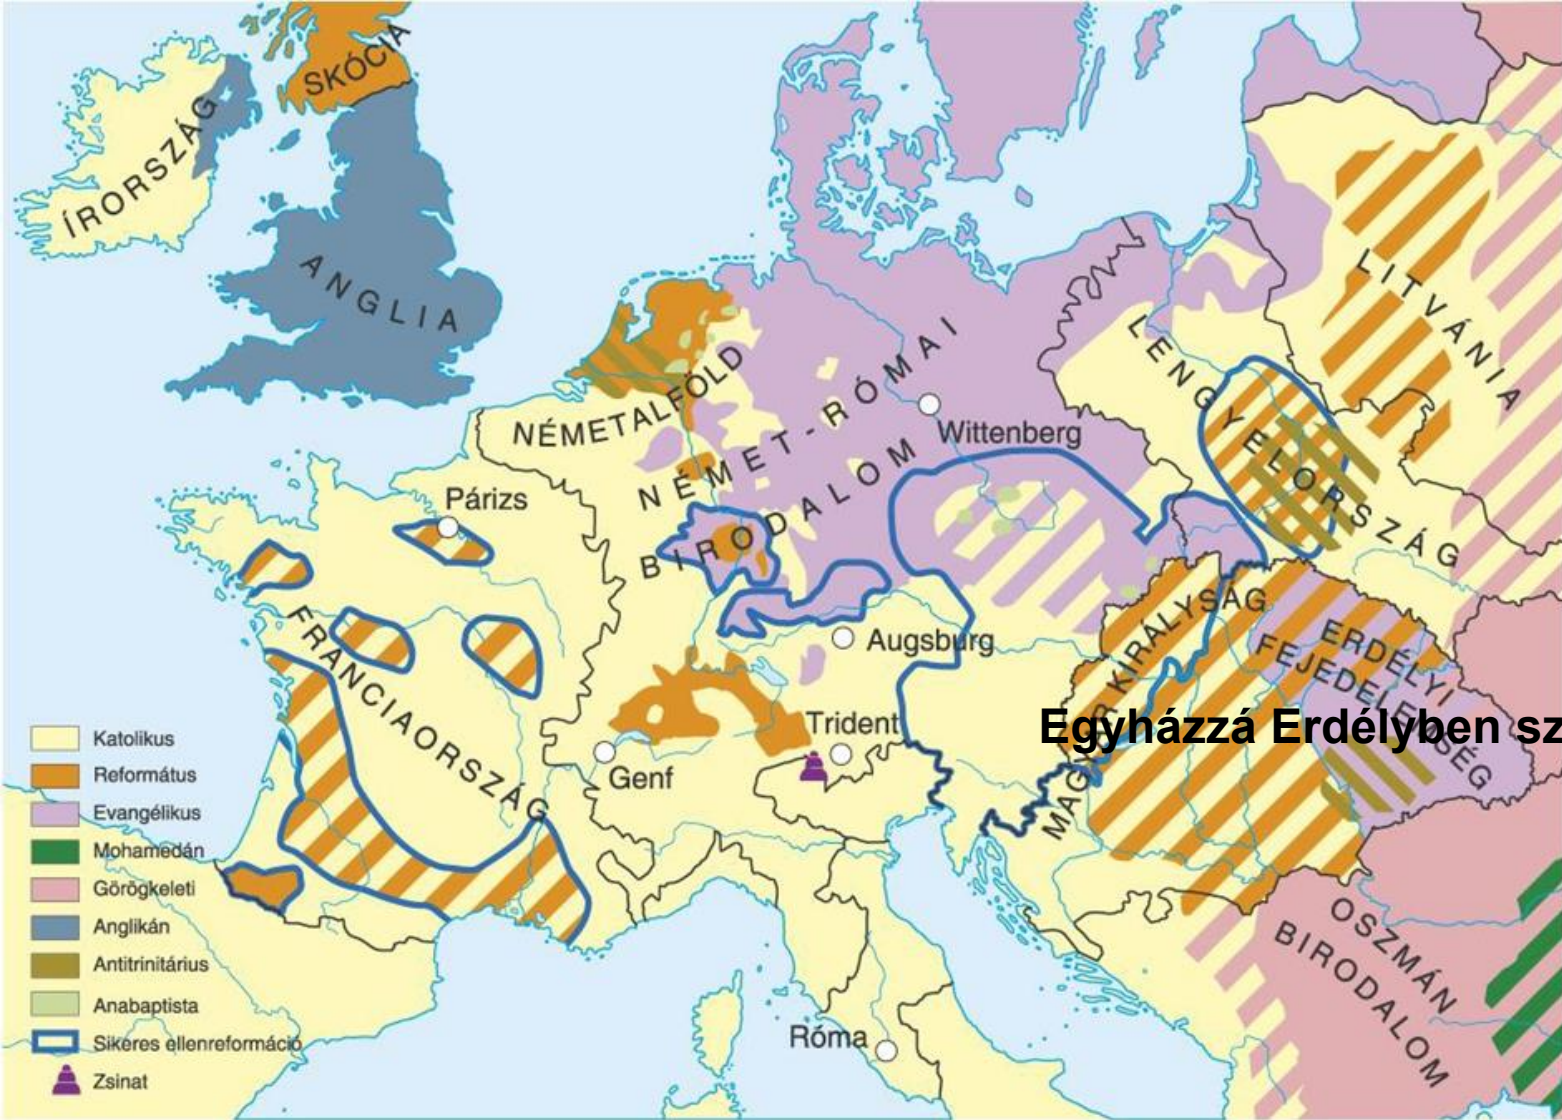 SKÓCIA
ÍRORSZÁG
ANGLIA
LITVÁNIA
LENGYELORSZÁG
NÉMETALFÖLD
NÉMET-RÓMAI
BIRODALOM
Wittenberg
Párizs
FRANCIAORSZÁG
Augsburg
MAGYAR KIRÁLYSÁG
ERDÉLYI
FEJEDELEMSÉG
Egyházzá Erdélyben sz
Trident
Genf
OSZMÁN
BIRODALOM
Róma
Katolikus
Református
Evangélikus
Mohamedán
Görögkeleti
Anglikán
Antitrinitárius
Anabaptista
Sikeres ellenreformáció
Zsinat